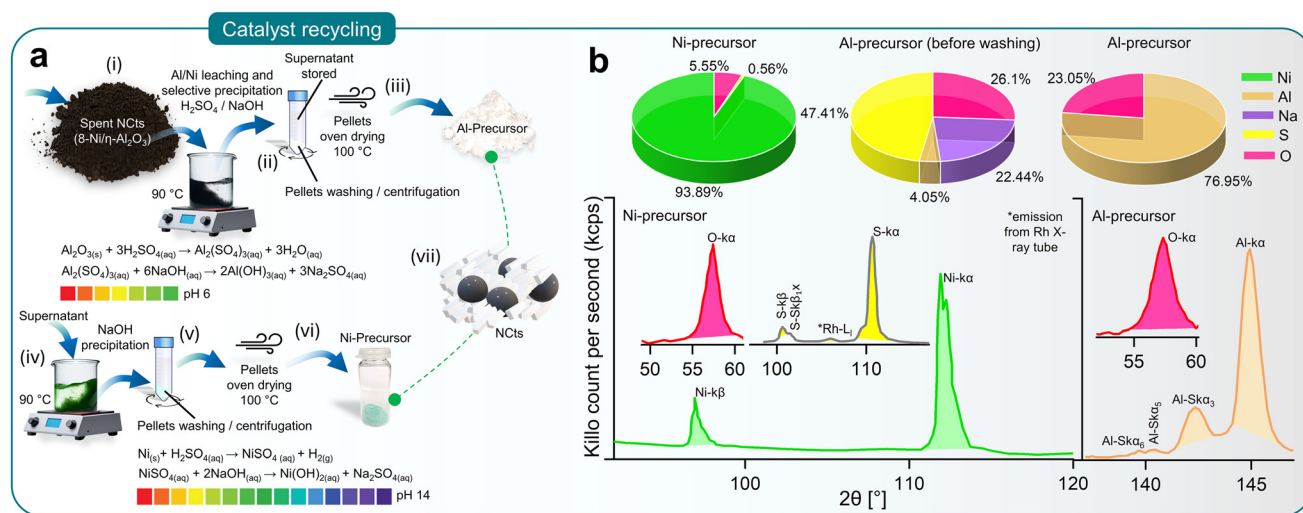 Catalyst recycling
a
(i)
Spent NCts
(8-Ni/η-Al₂O₃)
Al/Ni leaching and
selective precipitation
H₂SO₄ / NaOH
90 °C
(ii)
Supernatant
stored
Pellets
oven drying
100 °C
Pellets washing / centrifugation
(iii)
Al-Precursor
Al₂O₃(s) + 3H₂SO₄(aq) → Al₂(SO₄)₃(aq) + 3H₂O(aq)
Al₂(SO₄)₃(aq) + 6NaOH(aq) → 2Al(OH)₃(aq) + 3Na₂SO₄(aq)
pH 6
(vii)
NCts
Supernatant
(iv)
90 °C
NaOH
precipitation
(v)
Pellets
oven drying
100 °C
Pellets washing / centrifugation
(vi)
Ni-Precursor
Ni(s) + H₂SO₄(aq) → NiSO₄ (aq) + H₂(g)
NiSO₄(aq) + 2NaOH(aq) → Ni(OH)₂(aq) + Na₂SO₄(aq)
pH 14
b
Ni-precursor
5.55%
0.56%
93.89%
Al-precursor (before washing)
47.41%
26.1%
22.44%
4.05%
Al-precursor
23.05%
76.95%
Ni
Al
Na
S
O
Killo count per second (kcps)
Ni-precursor
O-kα
50
55
60
S-kβ
S-Skβ₁x
*Rh-Lₗ
S-kα
100
110
Ni-kβ
Ni-kα
*emission
from Rh X-
ray tube
Al-precursor
O-kα
55
60
Al-Skα₆
Al-Skα₅
Al-Skα₃
Al-kα
100
110
120
140
145
2θ [°]